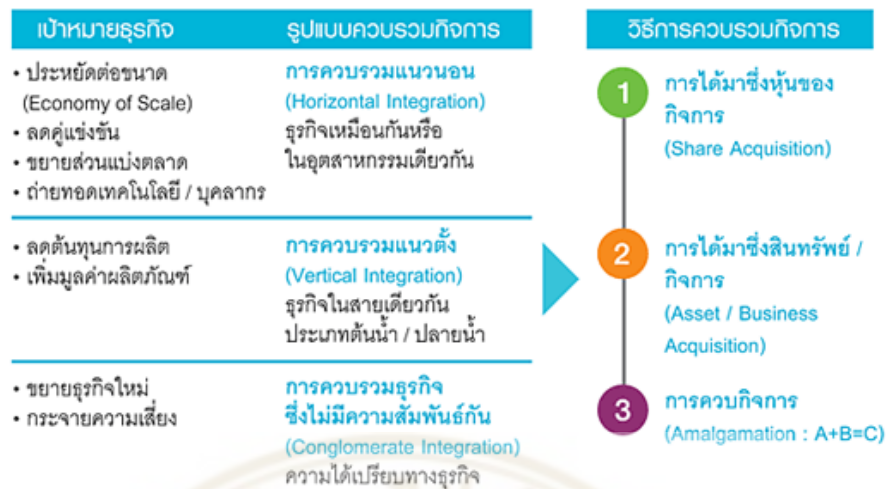 เป้าหมายธุรกิจ
รูปแบบควบรวมกิจการ
• ประหยัดต่อขนาด
(Economy of Scale)
• ลดคู่แข่งขัน
• ขยายส่วนแบ่งตลาด
• ถ่ายทอดเทคโนโลยี / บุคลากร
การควบรวมแนวนอน
(Horizontal Integration)
ธุรกิจเหมือนกันหรือ
ในอุตสาหกรรมเดียวกัน
• ลดต้นทุนการผลิต
• เพิ่มมูลค่าผลิตภัณฑ์
การควบรวมแนวตั้ง
(Vertical Integration)
ธุรกิจในสายเดียวกัน
ประเภทต้นน้ำ / ปลายน้ำ
• ขยายธุรกิจใหม่
• กระจายความเสี่ยง
การควบรวมธุรกิจ
ซึ่งไม่มีความสัมพันธ์กัน
(Conglomerate Integration)
ความได้เปรียบทางธุรกิจ
วิธีการควบรวมกิจการ
1
การได้มาซึ่งหุ้นของ
กิจการ
(Share Acquisition)
2
การได้มาซึ่งสินทรัพย์ /
กิจการ
(Asset / Business
Acquisition)
3
การควบกิจการ
(Amalgamation : A+B=C)